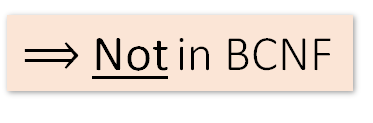 ⟹ Not in BCNF